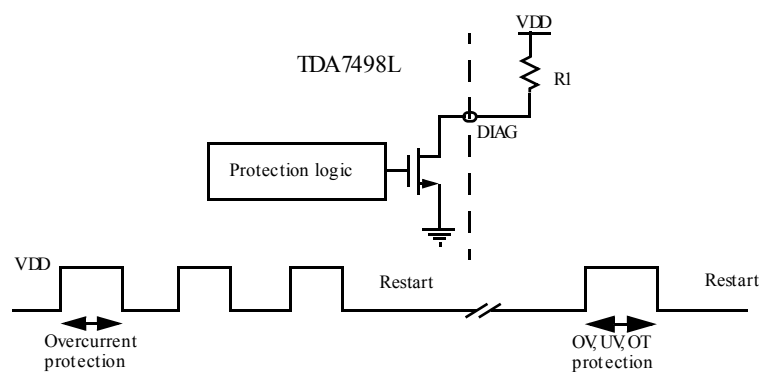 VDD
TDA7498L
R1
DIAG
Protection logic
VDD
Restart
Restart
Overcurrent
protection
OV, UV, OT
protection